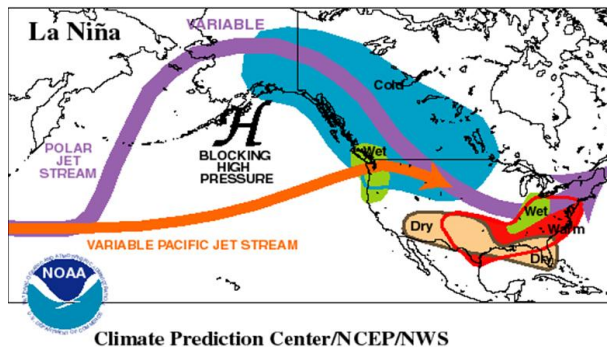 La Niña
VARIABLE
Cold
POLAR
JET
STREAM
H
BLOCKING
HIGH
PRESSURE
Wet
VARIABLE PACIFIC JET STREAM
Wet
Dry
Warm
Dry
NOAA
Climate Prediction Center/NCEP/NWS